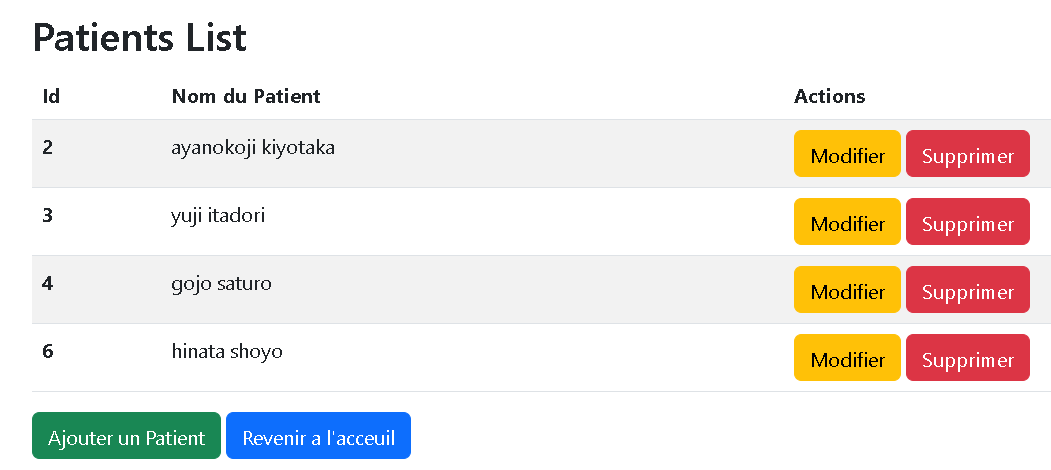 Patients List
Id Nom du Patient Actions
2 ayanokoji kiyotaka Modifier Supprimer
3 yuji itadori Modifier Supprimer
4 gojo saturo Modifier Supprimer
6 hinata shoyo Modifier Supprimer
Ajouter un Patient Revenir a l'acceuil